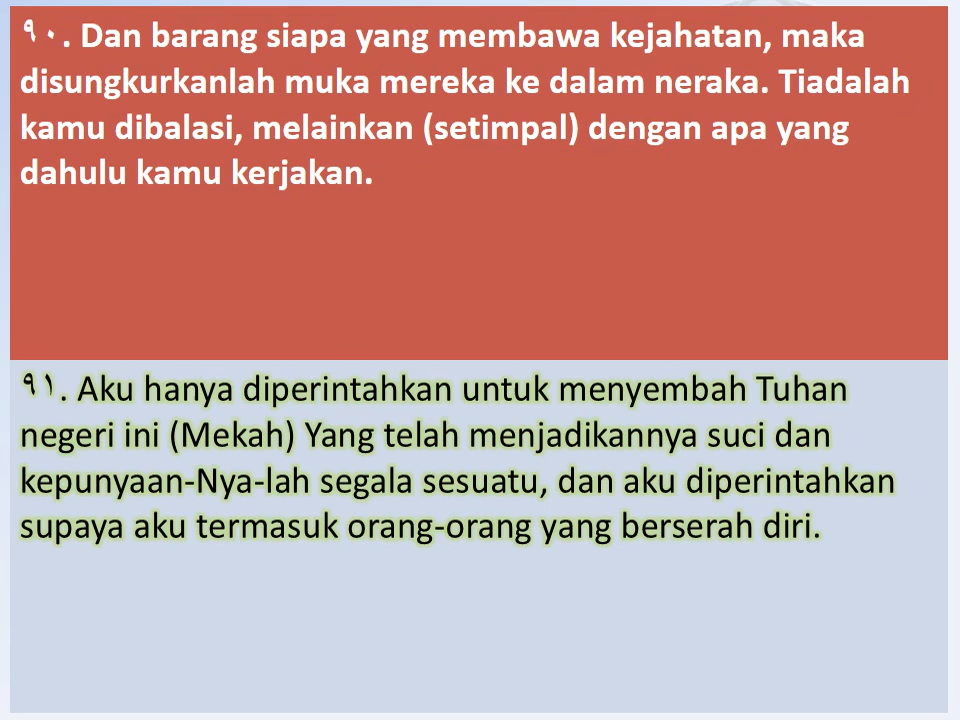 ٩٠. Dan barang siapa yang membawa kejahatan, maka
disungkurkanlah muka mereka ke dalam neraka. Tiadalah
kamu dibalasi, melainkan (setimpal) dengan apa yang
dahulu kamu kerjakan.
٩١. Aku hanya diperintahkan untuk menyembah Tuhan
negeri ini (Mekah) Yang telah menjadikannya suci dan
kepunyaan-Nya-lah segala sesuatu, dan aku diperintahkan
supaya aku termasuk orang-orang yang berserah diri.